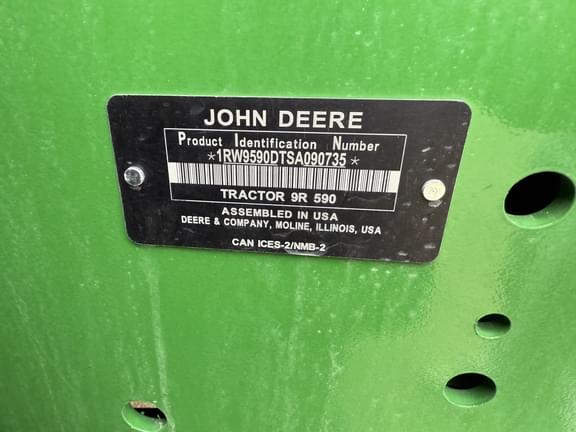 JOHN DEERE
Product Identification Number
*1RW9590DTSA090735*
TRACTOR 9R 590
ASSEMBLED IN USA
DEERE & COMPANY, MOLINE, ILLINOIS, USA
CAN ICES-2/NMB-2